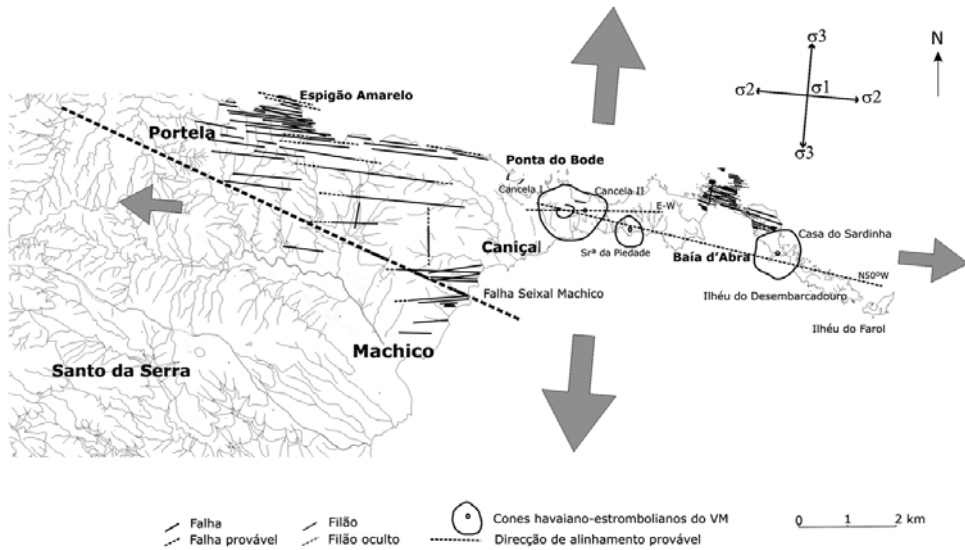 σ3
N
σ2
σ1
σ2
σ3
Espigão Amarelo
Portela
Ponta do Bode
Cancela I
Cancela II
E-W
Caniçal
Srª da Piedade
Baía d'Abra
Casa do Sardinha
N50ºW
Falha Seixal Machico
Ilhéu do Desembarcadouro
Ilhéu do Farol
Machico
Santo da Serra
Falha
Falha provável
Filão
Filão oculto
Cones havaiano-estrombolianos do VM
Direcção de alinhamento provável
0 1 2 km